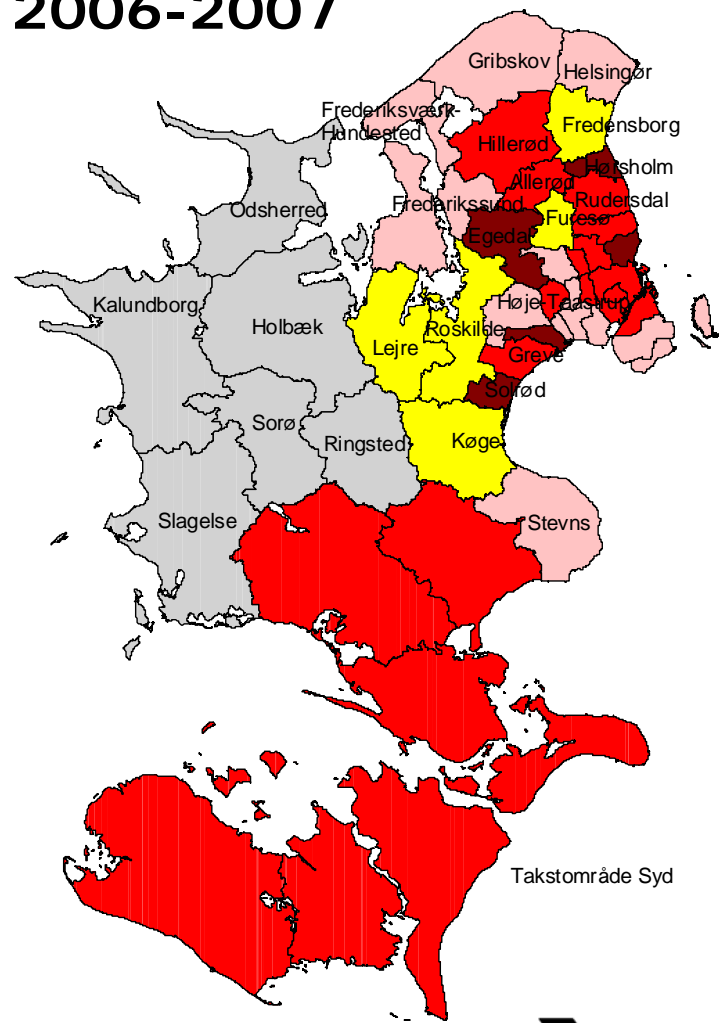 2006-2007
Gribskov
Helsingør
Frederiksværk-
Hundested
Fredensborg
Hillerød
Hørsholm
Allerød
Rudersdal
Frederikssund
Furesø
Odsherred
Egedal
Kalundborg
Høje-Taastrup
Holbæk
Roskilde
Lejre
Greve
Solrød
Sorø
Ringsted
Køge
Slagelse
Stevns
Takstområde Syd